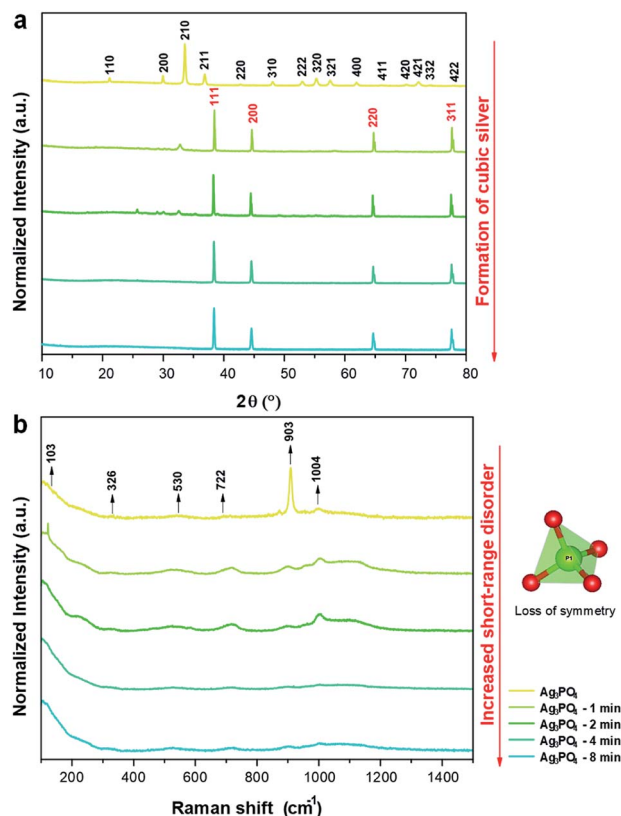 a
Normalized Intensity (a.u.)
110
200
210
211
220
310
222
320
321
400
411
420
421
332
422
111
200
220
311
10 20 30 40 50 60 70 80
2θ (º)
Formation of cubic silver
b
Normalized Intensity (a.u.)
103
326
530
722
903
1004
200 400 600 800 1000 1200 1400
Raman shift (cm⁻¹)
Increased short-range disorder
P1
Loss of symmetry
Ag₃PO₄
Ag₃PO₄ - 1 min
Ag₃PO₄ - 2 min
Ag₃PO₄ - 4 min
Ag₃PO₄ - 8 min